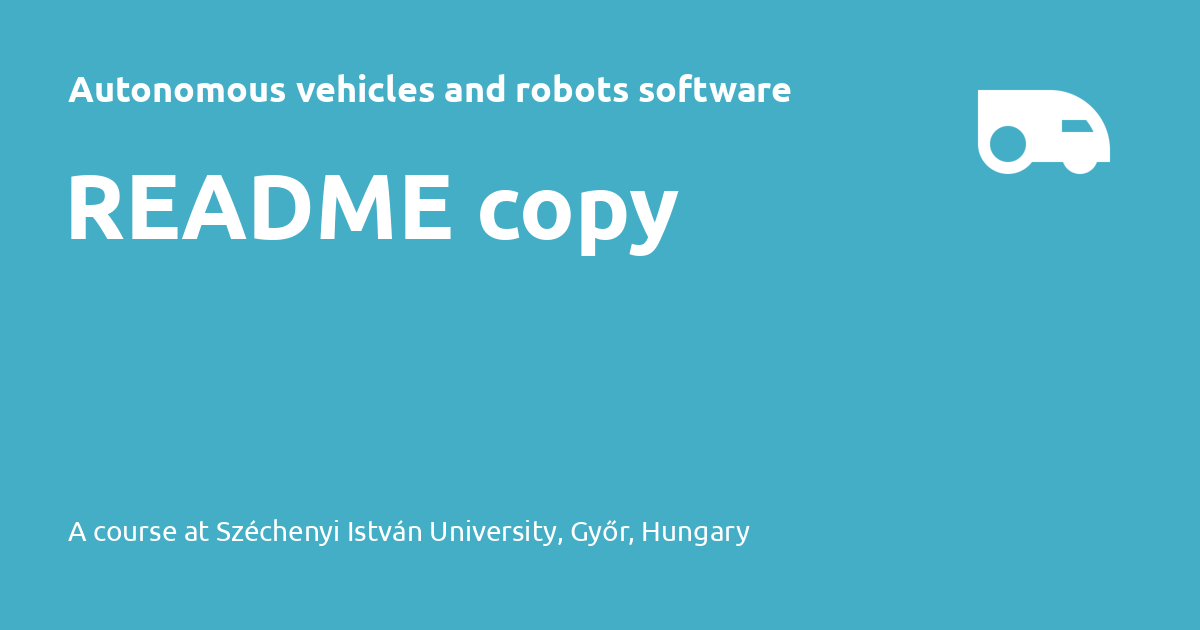 Autonomous vehicles and robots software
README copy
A course at Széchenyi István University, Győr, Hungary